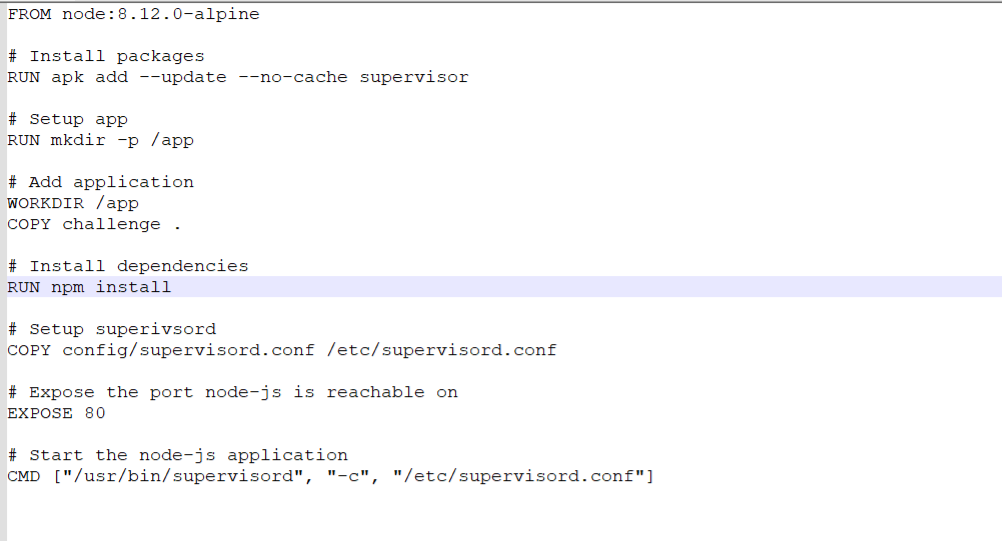 FROM node:8.12.0-alpine
# Install packages
RUN apk add --update --no-cache supervisor
# Setup app
RUN mkdir -p /app
# Add application
WORKDIR /app
COPY challenge .
# Install dependencies
RUN npm install
# Setup superivsord
COPY config/supervisord.conf /etc/supervisord.conf
# Expose the port node-js is reachable on
EXPOSE 80
# Start the node-js application
CMD ["/usr/bin/supervisord", "-c", "/etc/supervisord.conf"]